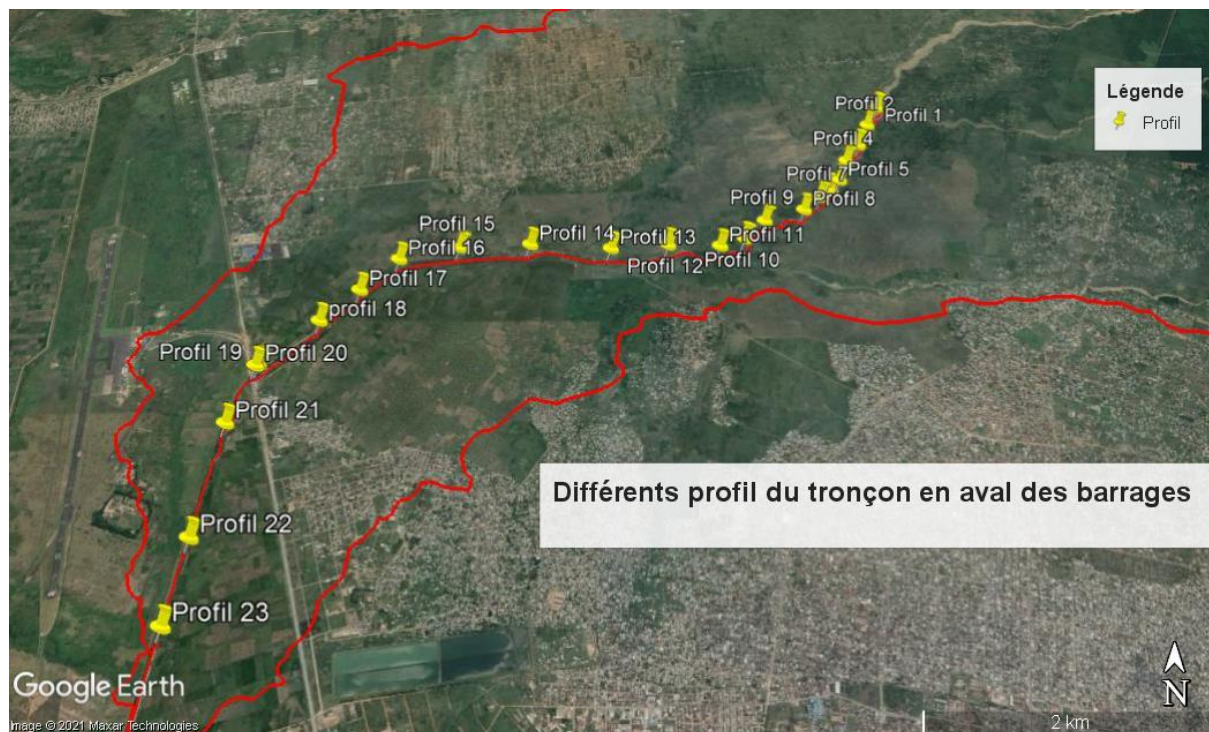 Légende
Profil
Profil 2
Profil 1
Profil 4
Profil 5
Profil 7
Profil 8
Profil 9
Profil 11
Profil 10
Profil 15
Profil 14
Profil 13
Profil 12
Profil 16
Profil 17
profil 18
Profil 19
Profil 20
Profil 21
Différents profil du tronçon en aval des barrages
Profil 22
Profil 23
Google Earth
N
Image © 2021 Maxar Technologies
2 km